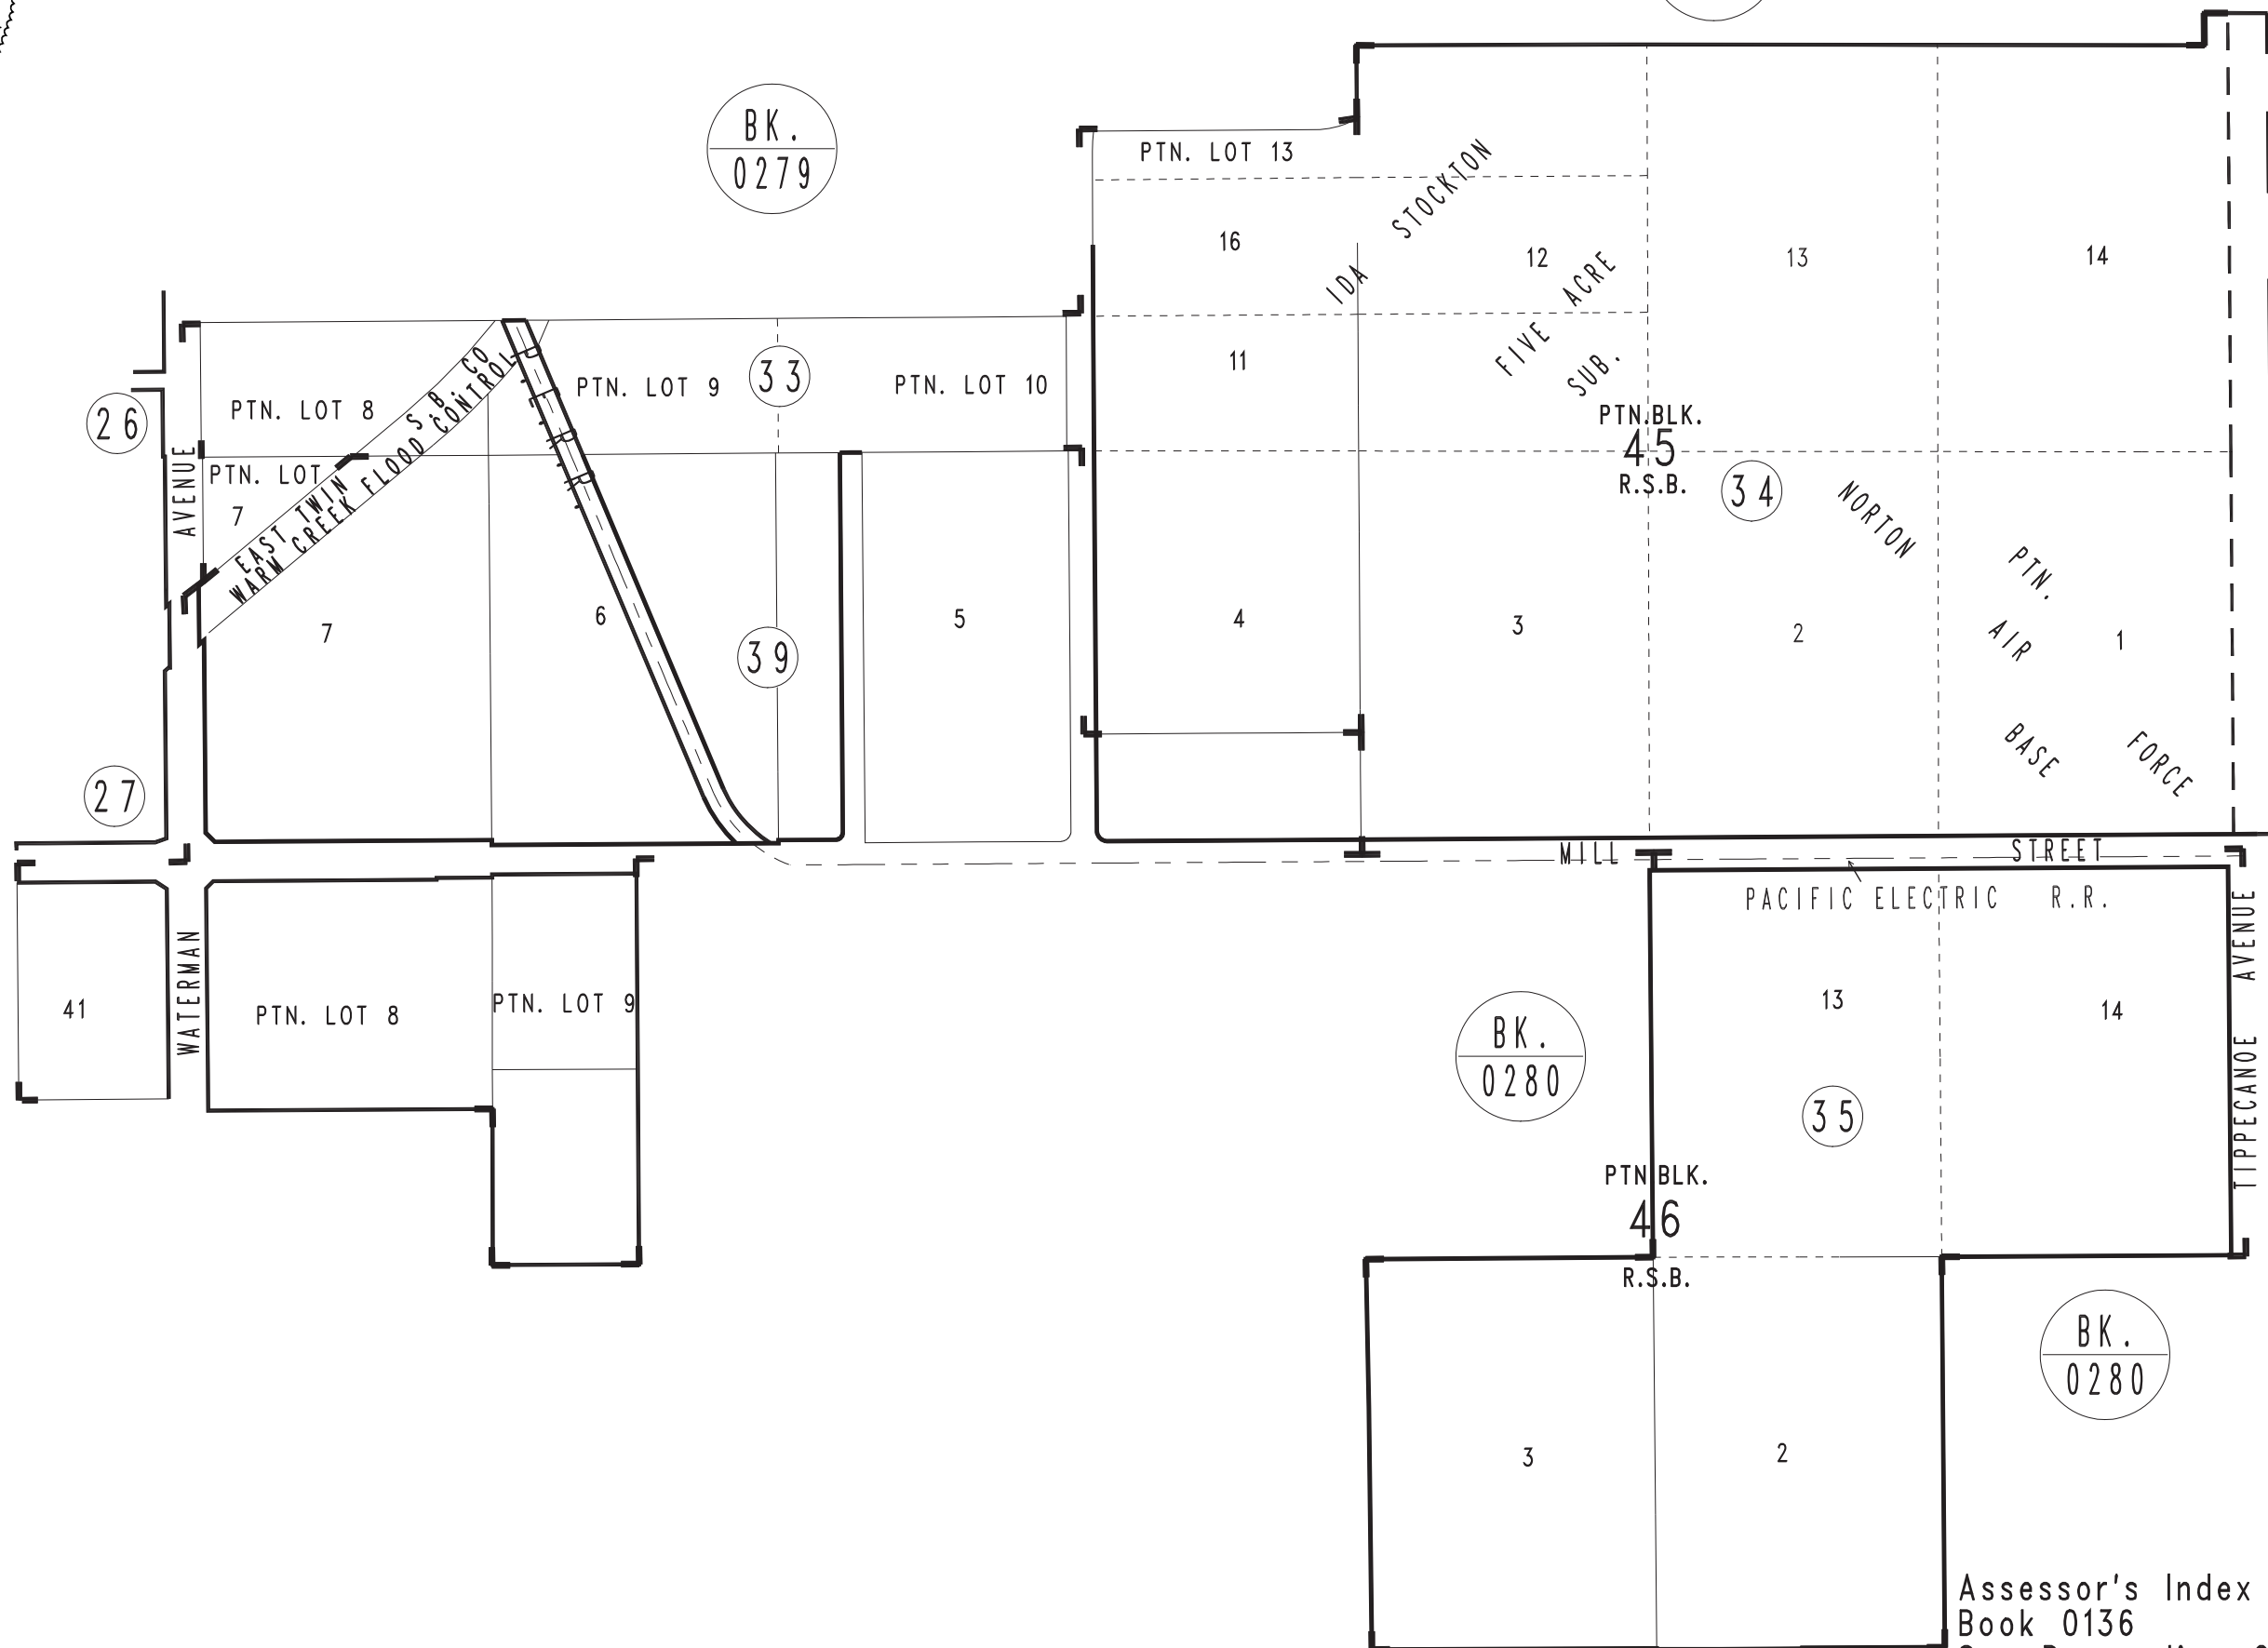 BK.
0279
PTN. LOT 13
16
IDA STOCKTON
FIVE ACRE
SUB.
12
13
14
11
26
AVENUE
PTN. LOT 8
S.B. CO
EAST TWIN
WARM CREEK FLOOD CONTROL
PTN. LOT 9
33
PTN. LOT 10
PTN. LOT
7
PTN.BLK.
45
R.S.B.
34
NORTON
PTN.
AIR
FORCE
BASE
7
6
39
5
4
3
2
1
27
MILL STREET
PACIFIC ELECTRIC R.R.
41
WATERMAN
PTN. LOT 8
PTN. LOT 9
BK.
0280
13
14
35
TIPPECANOE AVENUE
PTN BLK.
46
R.S.B.
BK.
0280
3
2
Assessor's Index
Book 0136